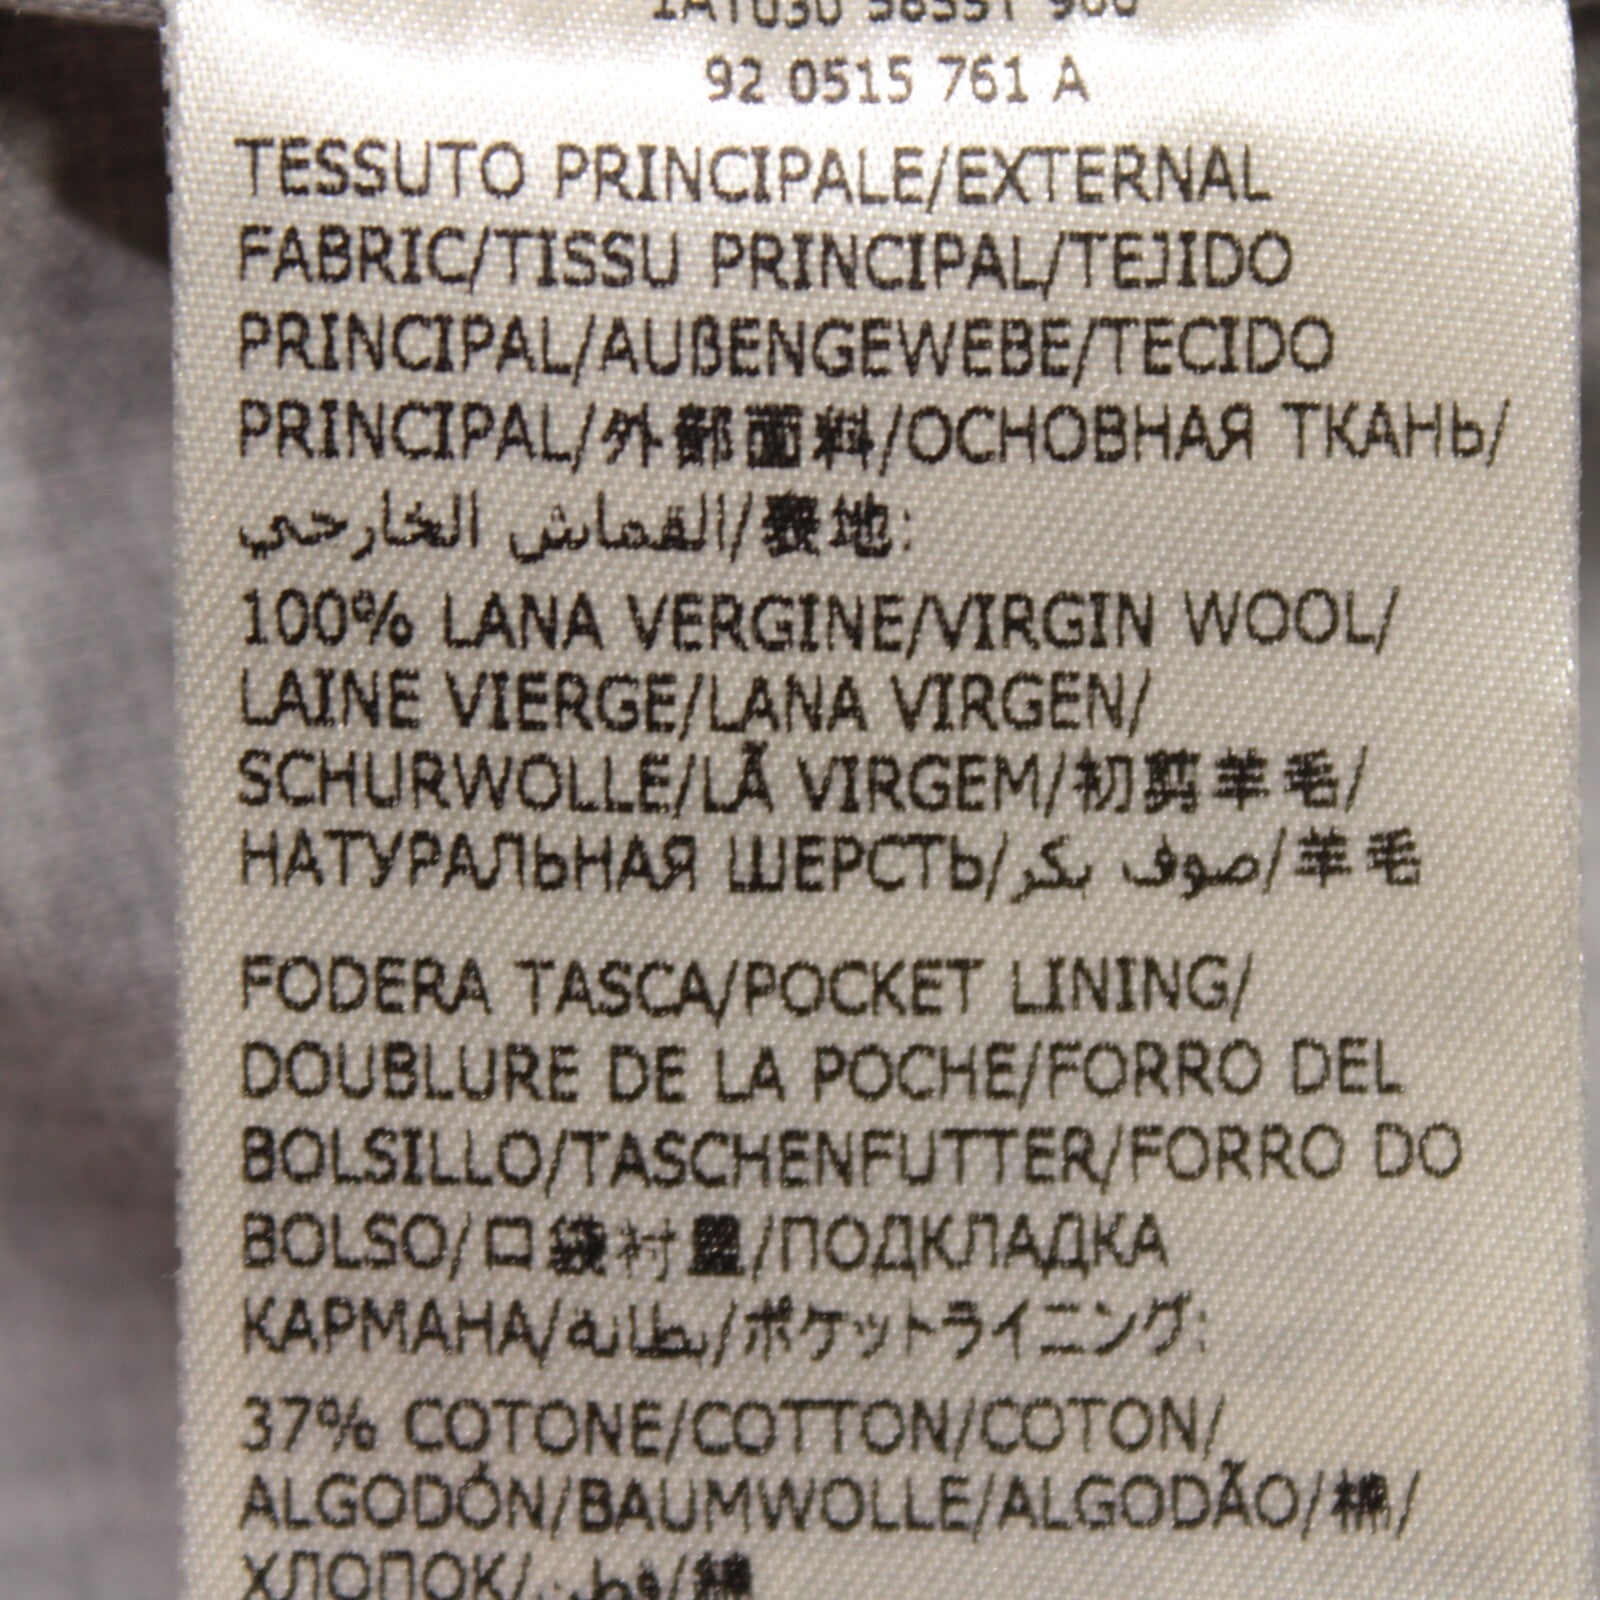 92 0515 761 A
TESSUTO PRINCIPALE/EXTERNAL
FABRIC/TISSU PRINCIPAL/TEJIDO
PRINCIPAL/AUßENGEWEBE/TECIDO
PRINCIPAL/外部面料/ОСНОВНАЯ ТКАНЬ/
القماش الخارجي/表地:
100% LANA VERGINE/VIRGIN WOOL/
LAINE VIERGE/LANA VIRGEN/
SCHURWOLLE/LÃ VIRGEM/初剪羊毛/
НАТУРАЛЬНАЯ ШЕРСТЬ/صوف بكر/羊毛
FODERA TASCA/POCKET LINING/
DOUBLURE DE LA POCHE/FORRO DEL
BOLSILLO/TASCHENFUTTER/FORRO DO
BOLSO/口袋衬里/ПОДКЛАДКА
КАРМАНА/بطانة/ポケットライニング:
37% COTONE/COTTON/COTON/
ALGODÓN/BAUMWOLLE/ALGODÃO/棉/
ХЛОПОК/قطن/綿